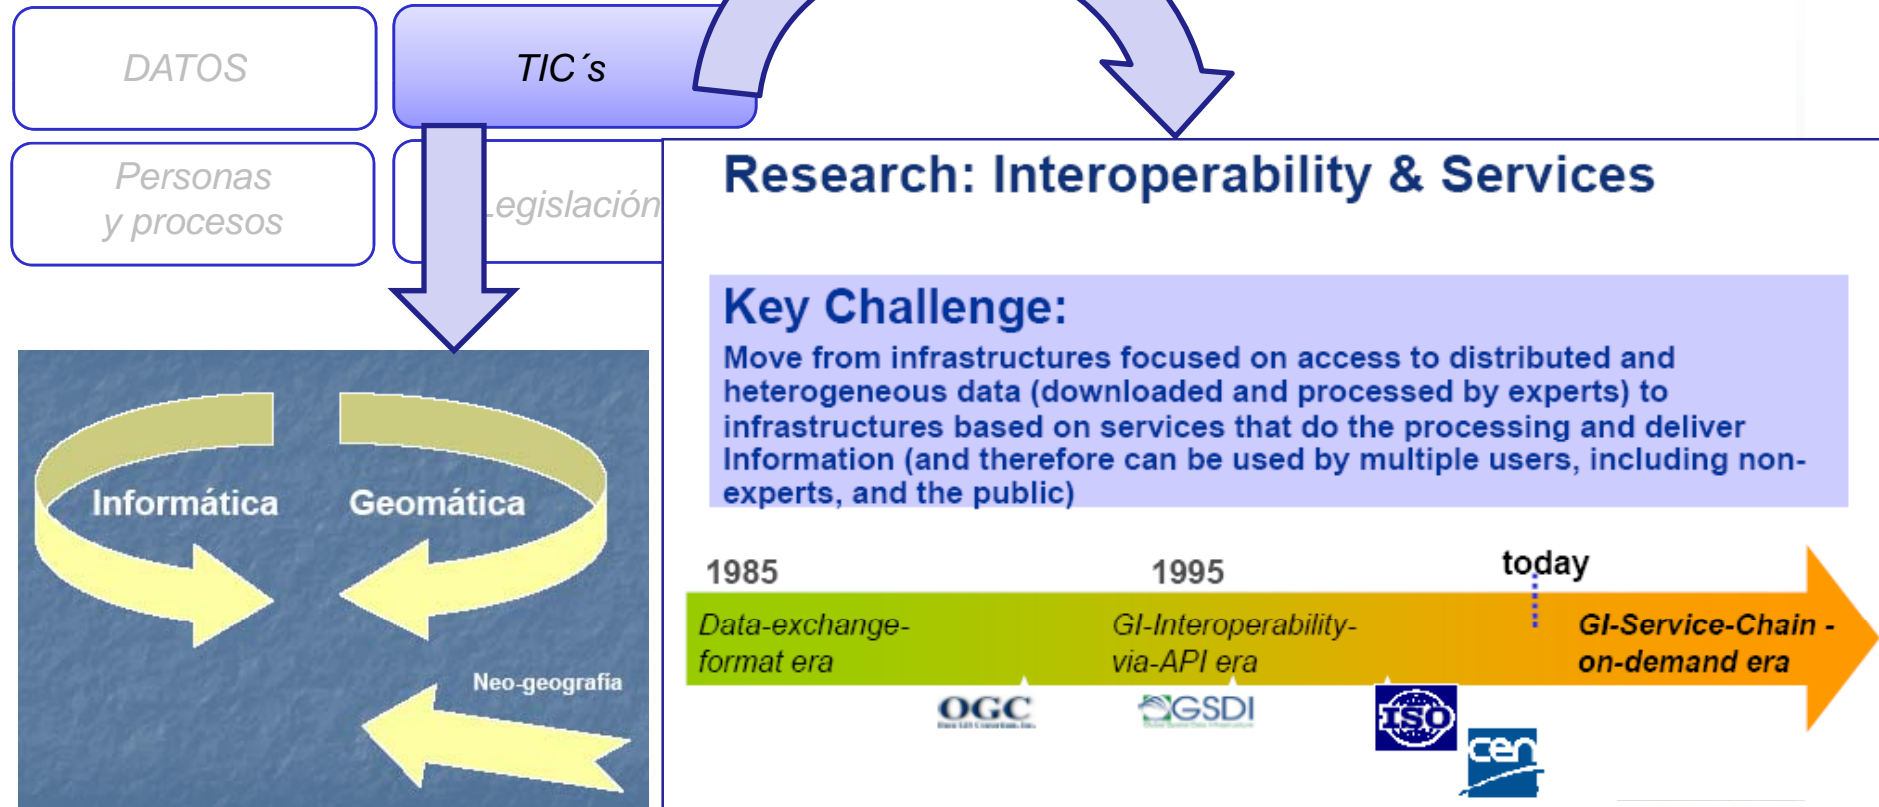 DATOS
TIC´s
Personas
y procesos
Legislación
Informática
Geomática
Neo-geografía
Research: Interoperability & Services
Key Challenge:
Move from infrastructures focused on access to distributed and
heterogeneous data (downloaded and processed by experts) to
infrastructures based on services that do the processing and deliver
Information (and therefore can be used by multiple users, including non-
experts, and the public)
1985
1995
today
Data-exchange-
format era
GI-Interoperability-
via-API era
GI-Service-Chain -
on-demand era
OGC
GSDI
ISO
cen